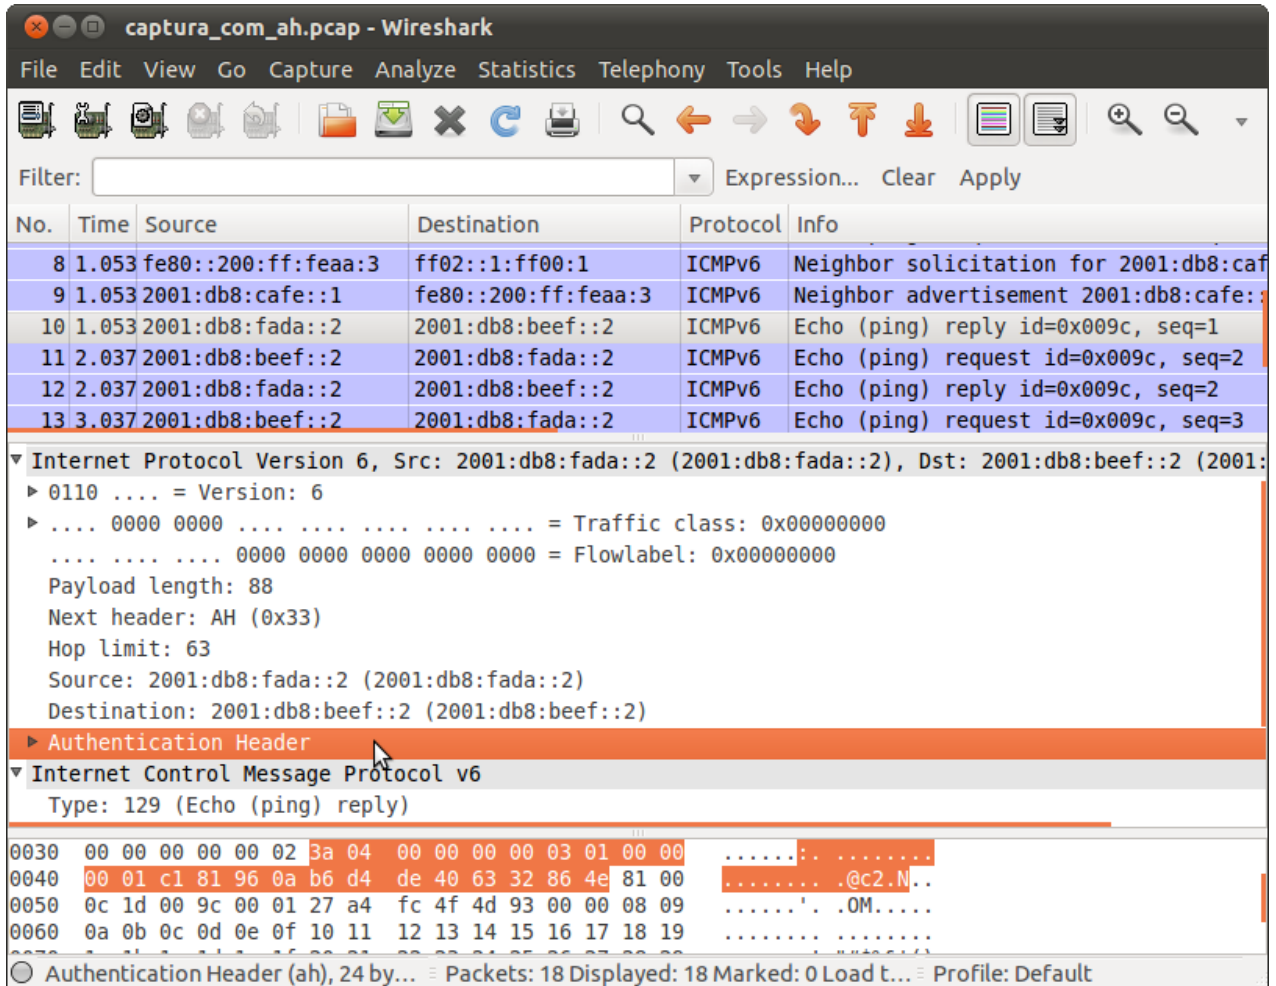 captura_com_ah.pcap - Wireshark
File Edit View Go Capture Analyze Statistics Telephony Tools Help
Filter: Expression... Clear Apply
No. Time Source Destination Protocol Info
8 1.053 fe80::200:ff:feaa:3 ff02::1:ff00:1 ICMPv6 Neighbor solicitation for 2001:db8:caf
9 1.053 2001:db8:cafe::1 fe80::200:ff:feaa:3 ICMPv6 Neighbor advertisement 2001:db8:cafe::
10 1.053 2001:db8:fada::2 2001:db8:beef::2 ICMPv6 Echo (ping) reply id=0x009c, seq=1
11 2.037 2001:db8:beef::2 2001:db8:fada::2 ICMPv6 Echo (ping) request id=0x009c, seq=2
12 2.037 2001:db8:fada::2 2001:db8:beef::2 ICMPv6 Echo (ping) reply id=0x009c, seq=2
13 3.037 2001:db8:beef::2 2001:db8:fada::2 ICMPv6 Echo (ping) request id=0x009c, seq=3
Internet Protocol Version 6, Src: 2001:db8:fada::2 (2001:db8:fada::2), Dst: 2001:db8:beef::2 (2001:
0110 .... = Version: 6
.... 0000 0000 .... .... .... .... .... = Traffic class: 0x00000000
.... .... .... 0000 0000 0000 0000 0000 = Flowlabel: 0x00000000
Payload length: 88
Next header: AH (0x33)
Hop limit: 63
Source: 2001:db8:fada::2 (2001:db8:fada::2)
Destination: 2001:db8:beef::2 (2001:db8:beef::2)
Authentication Header
Internet Control Message Protocol v6
Type: 129 (Echo (ping) reply)
0030 00 00 00 00 00 02 3a 04 00 00 00 00 03 01 00 00 ......:. ........
0040 00 01 c1 81 96 0a b6 d4 de 40 63 32 86 4e 81 00 ........ .@c2.N..
0050 0c 1d 00 9c 00 01 27 a4 fc 4f 4d 93 00 00 08 09 ......'. .OM.....
0060 0a 0b 0c 0d 0e 0f 10 11 12 13 14 15 16 17 18 19 ........ ........
Authentication Header (ah), 24 by... Packets: 18 Displayed: 18 Marked: 0 Load t... Profile: Default